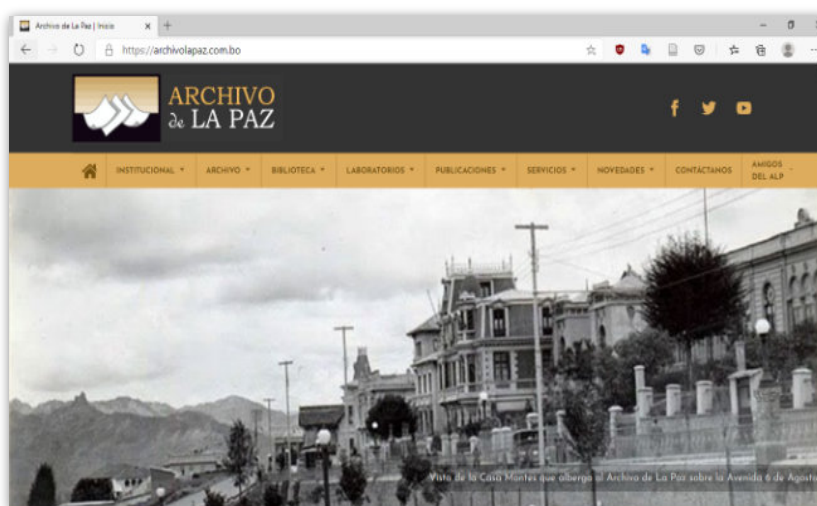 Archivo de La Paz | Inicio
https://archivolapaz.com.bo
ARCHIVO
de LA PAZ
INSTITUCIONAL
ARCHIVO
BIBLIOTECA
LABORATORIOS
PUBLICACIONES
SERVICIOS
NOVEDADES
CONTÁCTANOS
AMIGOS
DEL ALP
Vista de la Casa Montes que alberga al Archivo de La Paz sobre la Avenida 6 de Agosto